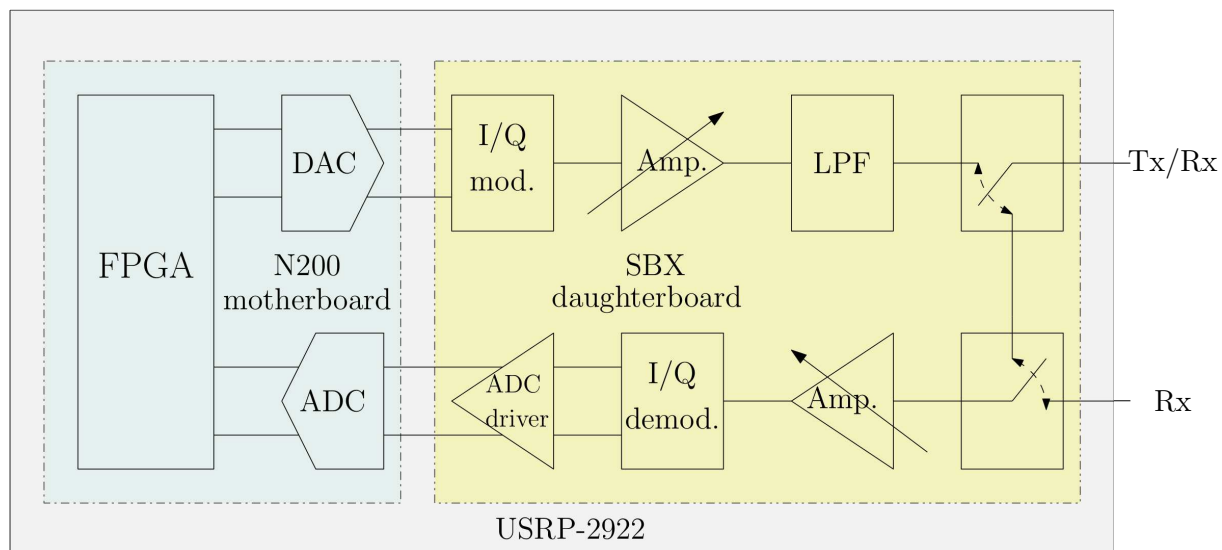 FPGA
DAC
N200
motherboard
ADC
I/Q
mod.
Amp.
LPF
Tx/Rx
SBX
daughterboard
ADC
driver
I/Q
demod.
Amp.
Rx
USRP-2922